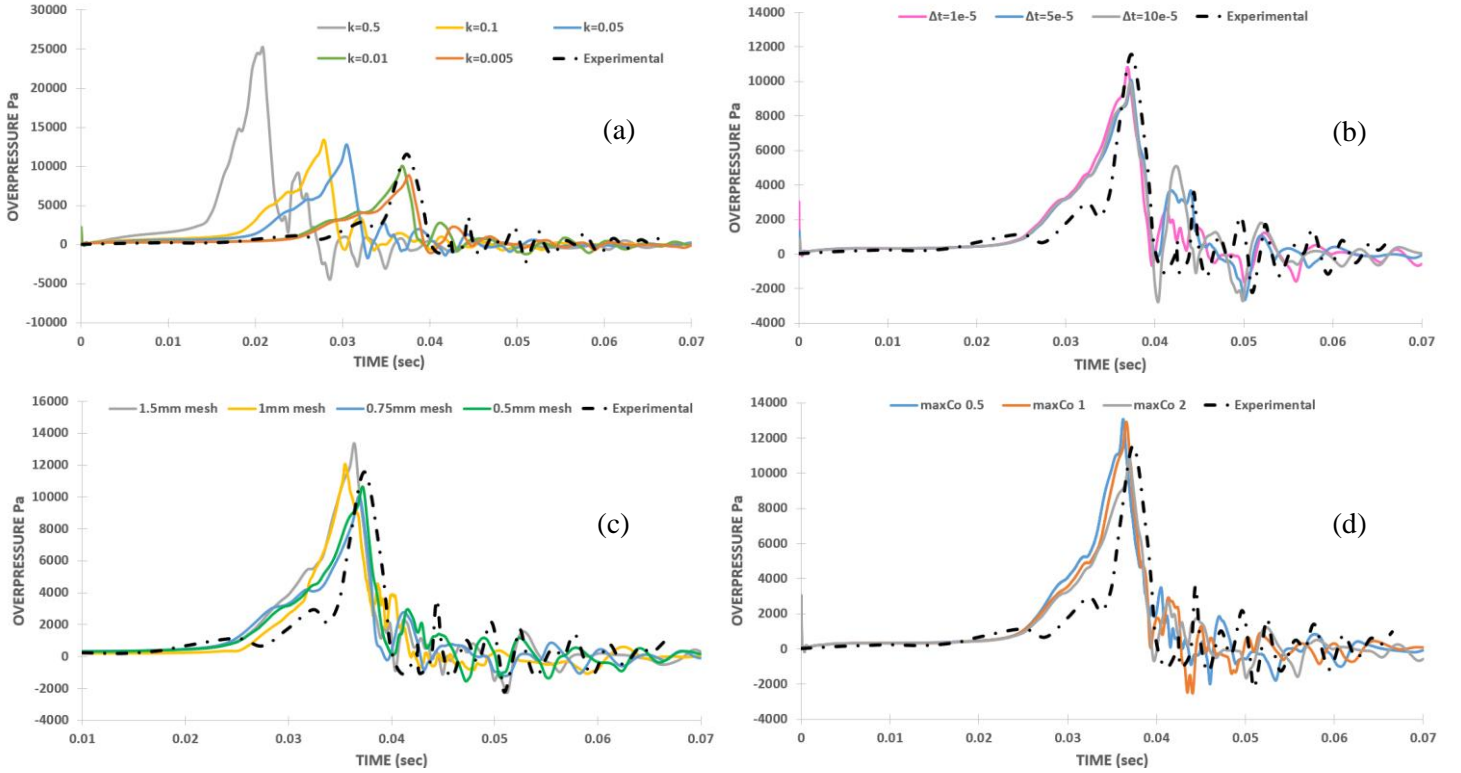 k=0.5 k=0.1 k=0.05
k=0.01 k=0.005 Experimental
30000
25000
20000
15000
10000
5000
0
-5000
-10000
OVERPRESSURE Pa
0 0.01 0.02 0.03 0.04 0.05 0.06 0.07
TIME (sec)
(a)
Δt=1e-5 Δt=5e-5 Δt=10e-5 Experimental
14000
12000
10000
8000
6000
4000
2000
0
-2000
-4000
OVERPRESSURE Pa
0 0.01 0.02 0.03 0.04 0.05 0.06 0.07
TIME (sec)
(b)
1.5mm mesh 1mm mesh 0.75mm mesh 0.5mm mesh Experimental
16000
14000
12000
10000
8000
6000
4000
2000
0
-2000
-4000
OVERPRESSURE Pa
0.01 0.02 0.03 0.04 0.05 0.06 0.07
TIME (sec)
(c)
maxCo 0.5 maxCo 1 maxCo 2 Experimental
14000
12000
10000
8000
6000
4000
2000
0
-2000
-4000
OVERPRESSURE Pa
0 0.01 0.02 0.03 0.04 0.05 0.06 0.07
TIME (sec)
(d)